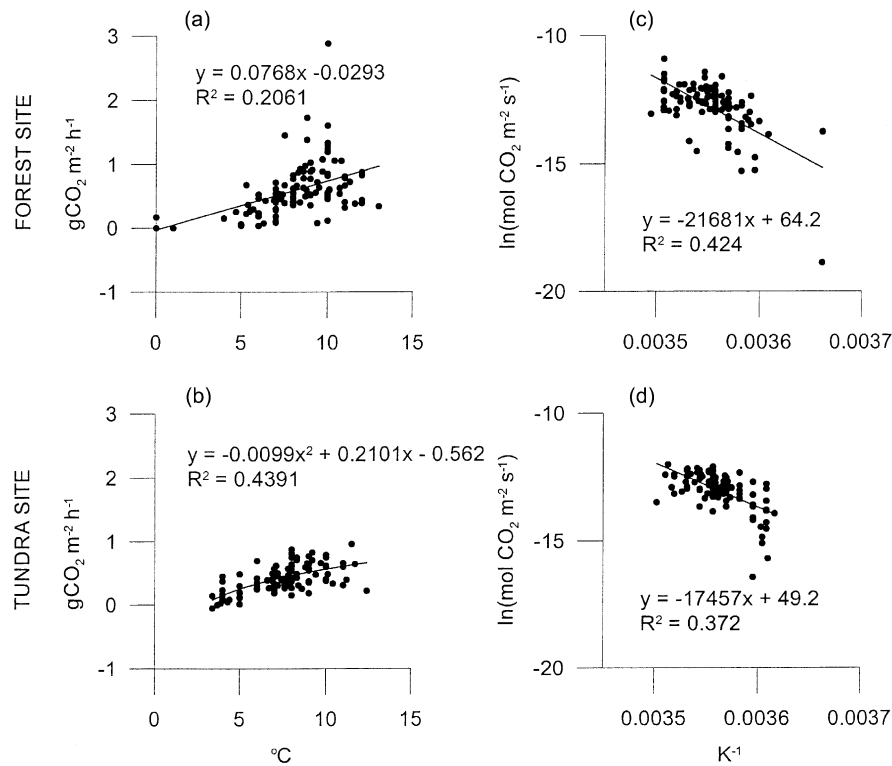 (a)
FOREST SITE
gCO₂ m⁻² h⁻¹
3
2
1
0
-1
y = 0.0768x -0.0293
R² = 0.2061
0 5 10 15
(c)
ln(mol CO₂ m⁻² s⁻¹)
-10
-15
-20
y = -21681x + 64.2
R² = 0.424
0.0035 0.0036 0.0037
(b)
TUNDRA SITE
gCO₂ m⁻² h⁻¹
3
2
1
0
-1
y = -0.0099x² + 0.2101x - 0.562
R² = 0.4391
0 5 10 15
°C
(d)
ln(mol CO₂ m⁻² s⁻¹)
-10
-15
-20
y = -17457x + 49.2
R² = 0.372
0.0035 0.0036 0.0037
K⁻¹